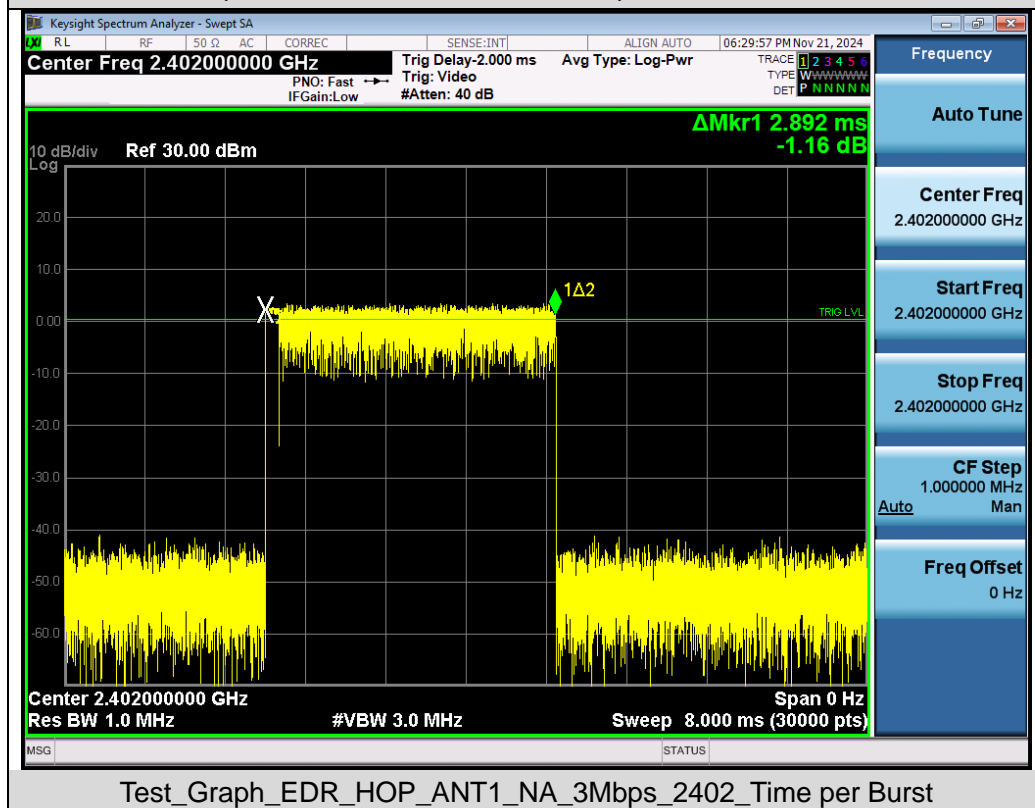 Keysight Spectrum Analyzer - Swept SA
LXI RL RF 50 Ω AC CORREC SENSE:INT ALIGN AUTO 06:29:57 PM Nov 21, 2024
Center Freq 2.402000000 GHz
PNO: Fast
IFGain:Low
Trig Delay-2.000 ms
Trig: Video
#Atten: 40 dB
Avg Type: Log-Pwr
TRACE 1 2 3 4 5 6
TYPE WWWWWW
DET P N N N N N
ΔMkr1 2.892 ms
-1.16 dB
10 dB/div Ref 30.00 dBm
Log
20.0
10.0
1Δ2
0.00
TRIG LVL
-10.0
-20.0
-30.0
-40.0
-50.0
-60.0
Center 2.402000000 GHz Span 0 Hz
Res BW 1.0 MHz #VBW 3.0 MHz Sweep 8.000 ms (30000 pts)
MSG STATUS
Frequency
Auto Tune
Center Freq
2.402000000 GHz
Start Freq
2.402000000 GHz
Stop Freq
2.402000000 GHz
CF Step
1.000000 MHz
Auto Man
Freq Offset
0 Hz
Test_Graph_EDR_HOP_ANT1_NA_3Mbps_2402_Time per Burst